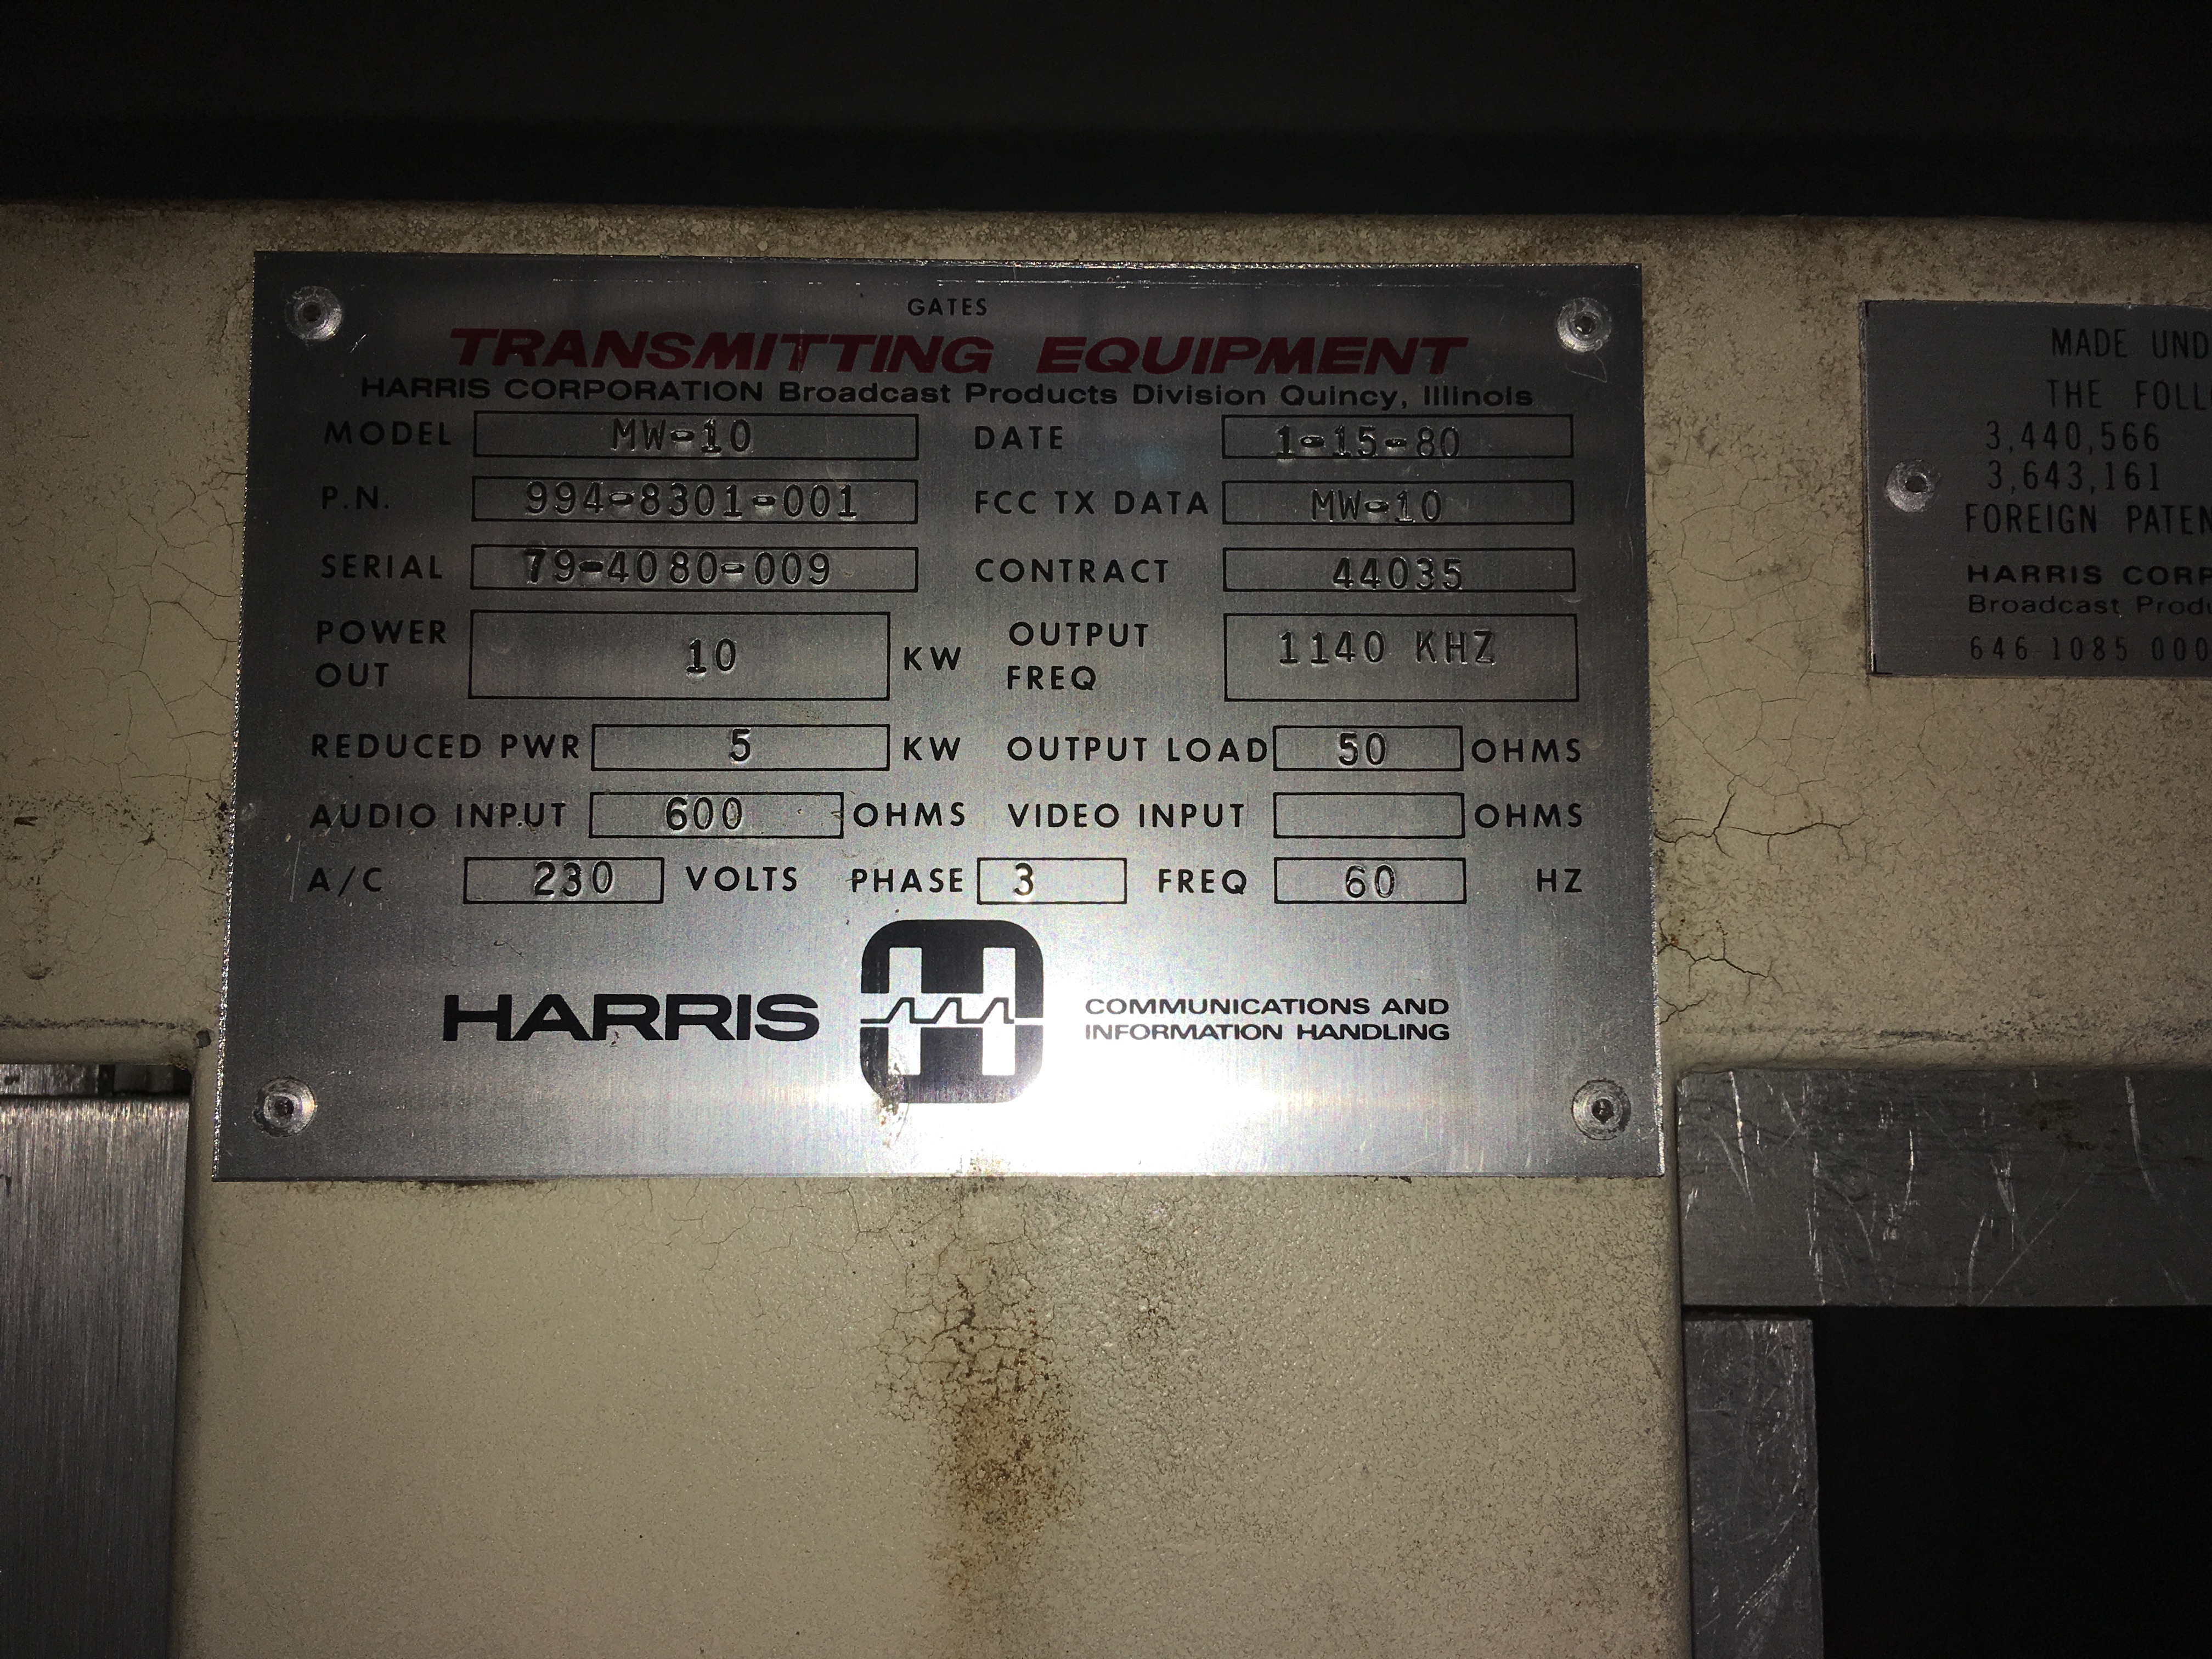 GATES
TRANSMITTING EQUIPMENT
HARRIS CORPORATION Broadcast Products Division Quincy, Illinois
MODEL MW-10 DATE 1-15-80
P.N. 994-8301-001 FCC TX DATA MW-10
SERIAL 79-4080-009 CONTRACT 44035
POWER OUT 10 KW OUTPUT FREQ 1140 KHZ
REDUCED PWR 5 KW OUTPUT LOAD 50 OHMS
AUDIO INPUT 600 OHMS VIDEO INPUT OHMS
A/C 230 VOLTS PHASE 3 FREQ 60 HZ
HARRIS COMMUNICATIONS AND
INFORMATION HANDLING
MADE UND
THE FOLL
3,440,566
3,643,161
FOREIGN PATEN
HARRIS CORP
Broadcast Produ
646 1085 000